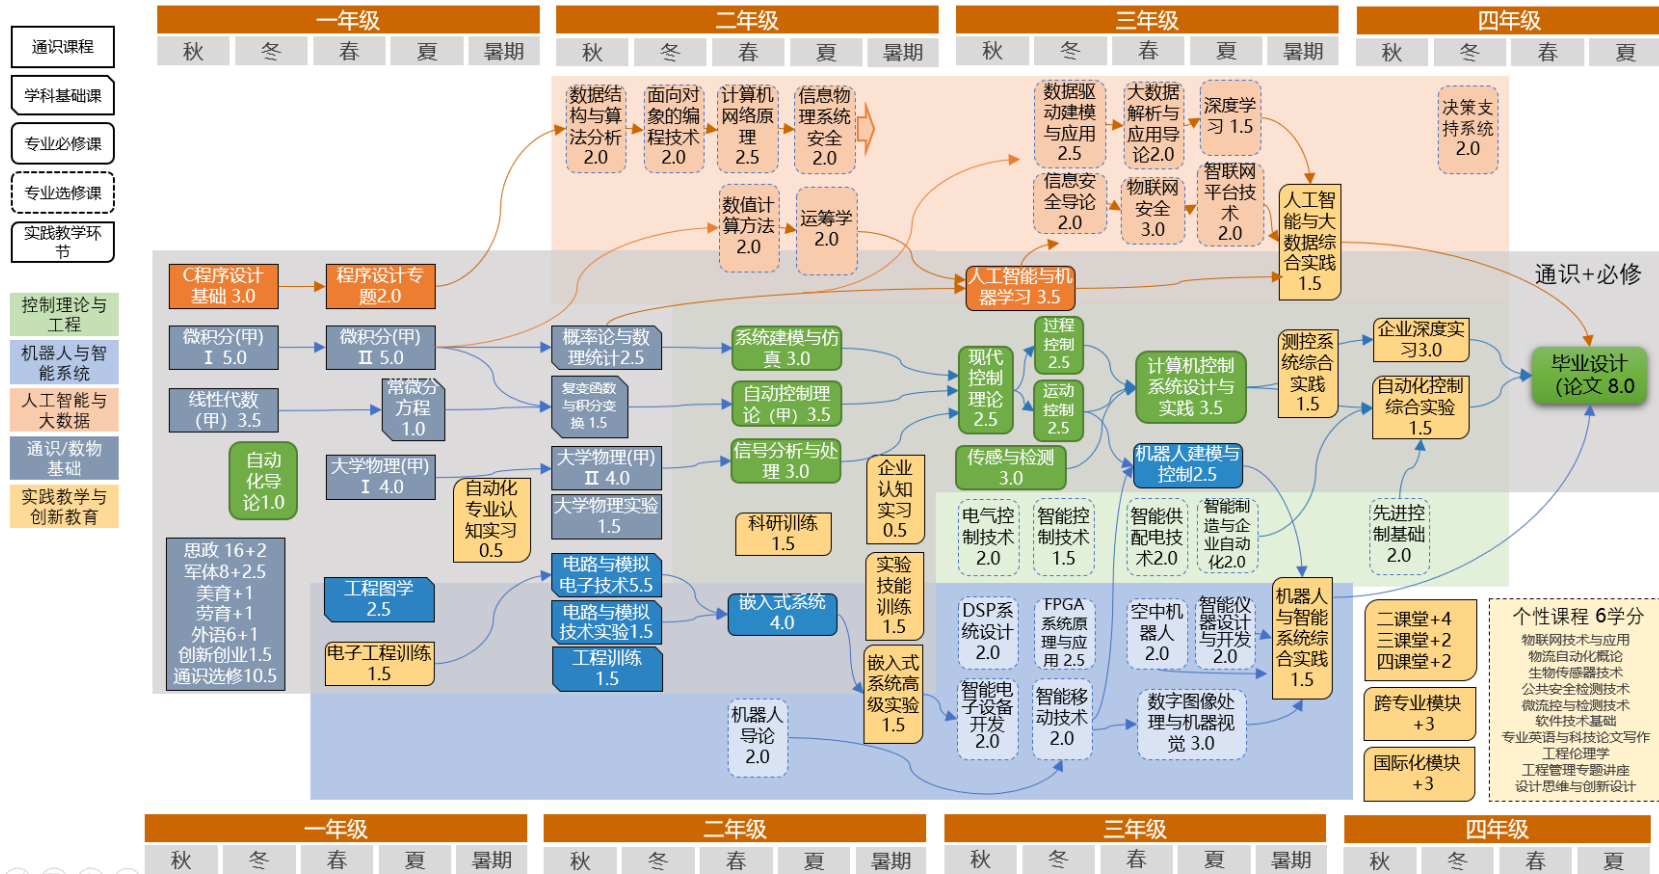 一年级
二年级
三年级
四年级
秋 冬 春 夏 暑期
秋 冬 春 夏 暑期
秋 冬 春 夏 暑期
秋 冬 春 夏
通识课程
学科基础课
专业必修课
专业选修课
实践教学环
节
控制理论与
工程
机器人与智
能系统
人工智能与
大数据
通识/数物
基础
实践教学与
创新教育
数据结
构与算
法分析
2.0
面向对
象的编
程技术
2.0
计算机
网络原
理
2.5
信息物
理系统
安全
2.0
数据驱
动建模
与应用
2.5
大数据
解析与
应用导
论2.0
深度学
习 1.5
决策支
持系统
2.0
数值计
算方法
2.0
运筹学
2.0
信息安
全导论
2.0
物联网
安全
3.0
智联网
平台技
术
2.0
人工智
能与大
数据综
合实践
1.5
通识+必修
C程序设计
基础 3.0
程序设计专
题2.0
人工智能与机
器学习 3.5
微积分(甲)
Ⅰ 5.0
微积分(甲)
Ⅱ 5.0
概率论与数
理统计2.5
系统建模与仿
真 3.0
现代
控制
理论
2.5
过程
控制
2.5
运动
控制
2.5
计算机控制
系统设计与
实践 3.5
测控系
统综合
实践
1.5
企业深度实
习3.0
自动化控制
综合实验
1.5
毕业设计
(论文 8.0
线性代数
(甲) 3.5
常微分
方程
1.0
复变函数
与积分变
换 1.5
自动控制理
论（甲）3.5
自动
化导
论1.0
大学物理(甲)
Ⅰ 4.0
大学物理(甲)
Ⅱ 4.0
信号分析与处
理 3.0
传感与检测
3.0
机器人建模与
控制2.5
自动化
专业认
知实习
0.5
大学物理实验
1.5
科研训练
1.5
企业
认知
实习
0.5
电气控
制技术
2.0
智能控
制技术
1.5
智能供
配电技
术2.0
智能制
造与企
业自动
化2.0
先进控
制基础
2.0
思政 16+2
军体8+2.5
美育+1
劳育+1
外语6+1
创新创业1.5
通识选修10.5
工程图学
2.5
电子工程训练
1.5
电路与模拟
电子技术5.5
电路与模拟
技术实验1.5
工程训练
1.5
嵌入式系统
4.0
实验
技能
训练
1.5
嵌入式
系统高
级实验
1.5
机器人
导论
2.0
DSP系
统设计
2.0
FPGA
系统原
理与应
用 2.5
空中机
器人
2.0
智能仪
器设计
与开发
2.0
机器人
与智能
系统综
合实践
1.5
智能电
子设备
开发
2.0
智能移
动技术
2.0
数字图像处
理与机器视
觉 3.0
二课堂+4
三课堂+2
四课堂+2
跨专业模块
+3
国际化模块
+3
个性课程 6学分
物联网技术与应用
物流自动化概论
生物传感器技术
公共安全检测技术
微流控与检测技术
软件技术基础
专业英语与科技论文写作
工程伦理学
工程管理专题讲座
设计思维与创新设计
一年级
二年级
三年级
四年级
秋 冬 春 夏 暑期
秋 冬 春 夏 暑期
秋 冬 春 夏 暑期
秋 冬 春 夏